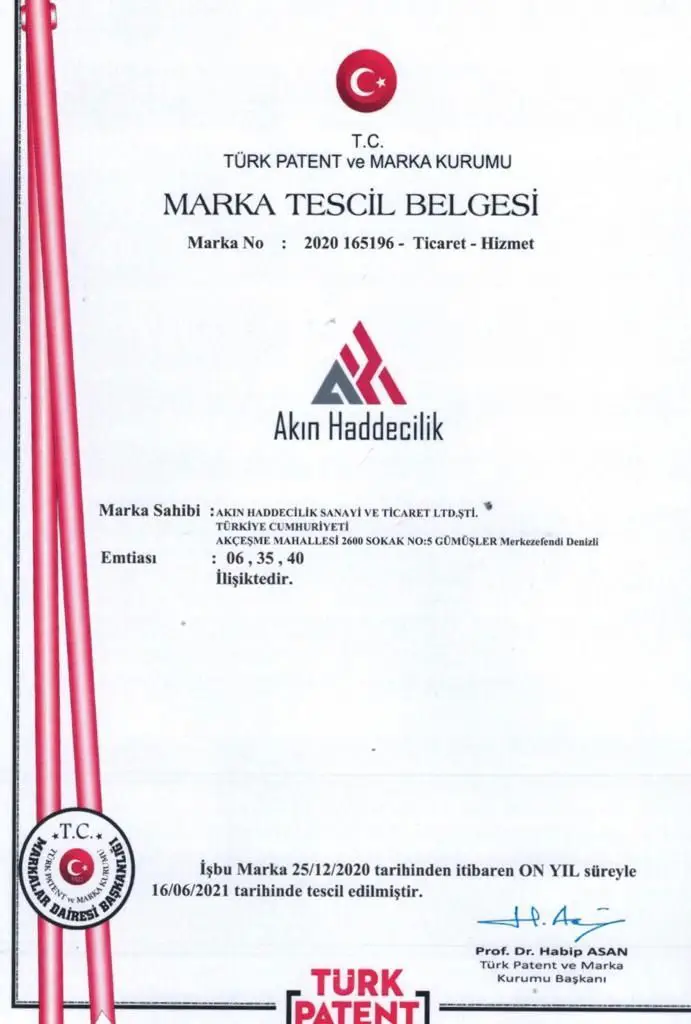 T.C.
TÜRK PATENT ve MARKA KURUMU
MARKA TESCİL BELGESİ
Marka No : 2020 165196 - Ticaret - Hizmet
Akın Haddecilik
Marka Sahibi : AKIN HADDECİLİK SANAYİ VE TİCARET LTD.ŞTİ.
TÜRKİYE CUMHURİYETİ
AKÇEŞME MAHALLESİ 2600 SOKAK NO:5 GÜMÜŞLER Merkezefendi Denizli
Emtiası : 06 , 35 , 40
İlişiktedir.
İşbu Marka 25/12/2020 tarihinden itibaren ON YIL süreyle
16/06/2021 tarihinde tescil edilmiştir.
T.C.
MARKALAR DAİRESİ BAŞKANLIĞI
TÜRK PATENT ve MARKA KURUMU
H. A
Prof. Dr. Habip ASAN
Türk Patent ve Marka
Kurumu Başkanı
TÜRK
PATENT